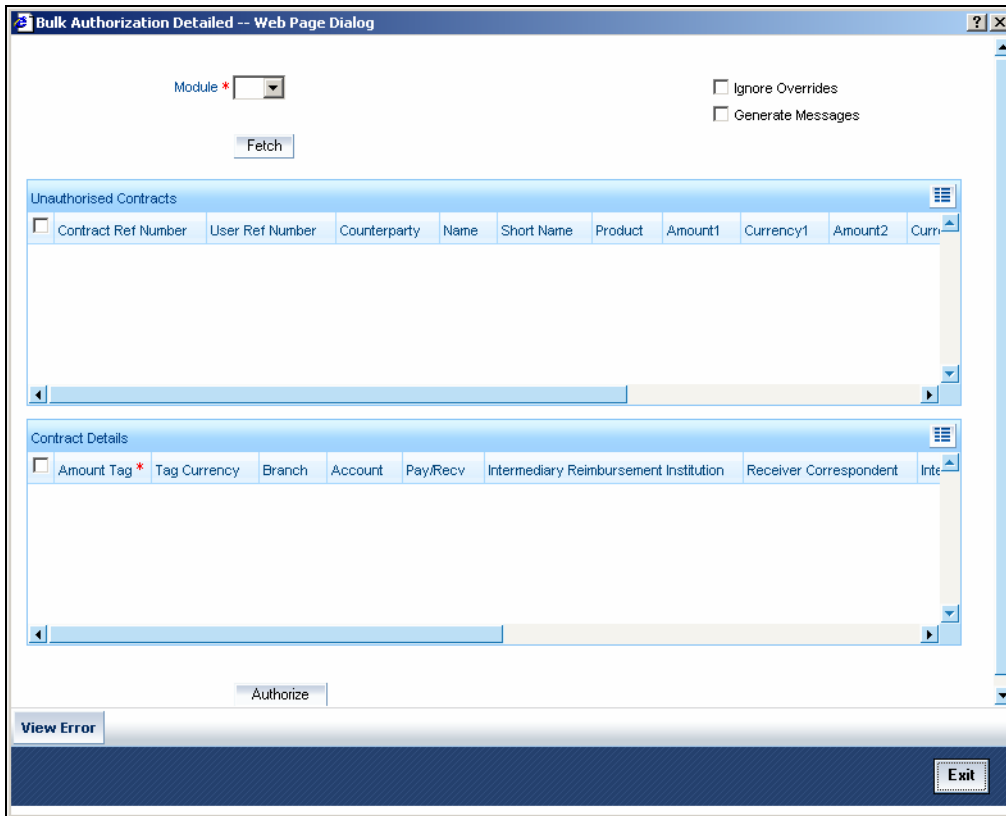 Bulk Authorization Detailed -- Web Page Dialog
Module *
Ignore Overrides
Generate Messages
Fetch
Unauthorised Contracts
Contract Ref Number User Ref Number Counterparty Name Short Name Product Amount1 Currency1 Amount2
Contract Details
Amount Tag * Tag Currency Branch Account Pay/Recv Intermediary Reimbursement Institution Receiver Correspondent
Authorize
View Error
Exit